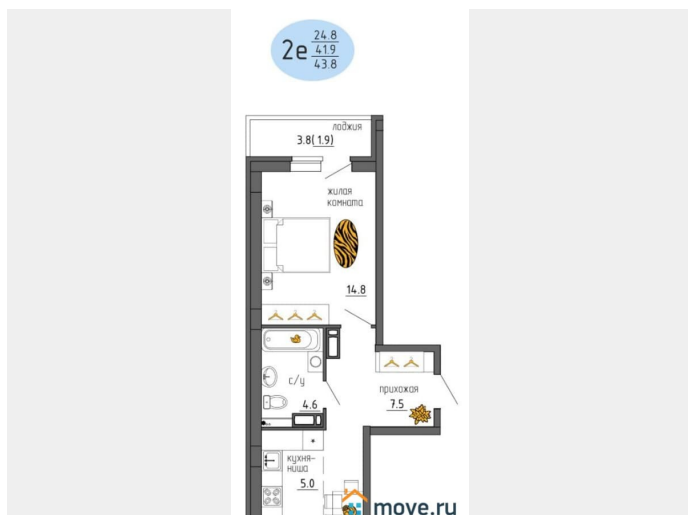 2е
24.8
41.9
43.8
лоджия
3.8(1.9)
жилая
комната
14.8
с/у
4.6
прихожая
7.5
кухня-
ниша
5.0
move.ru